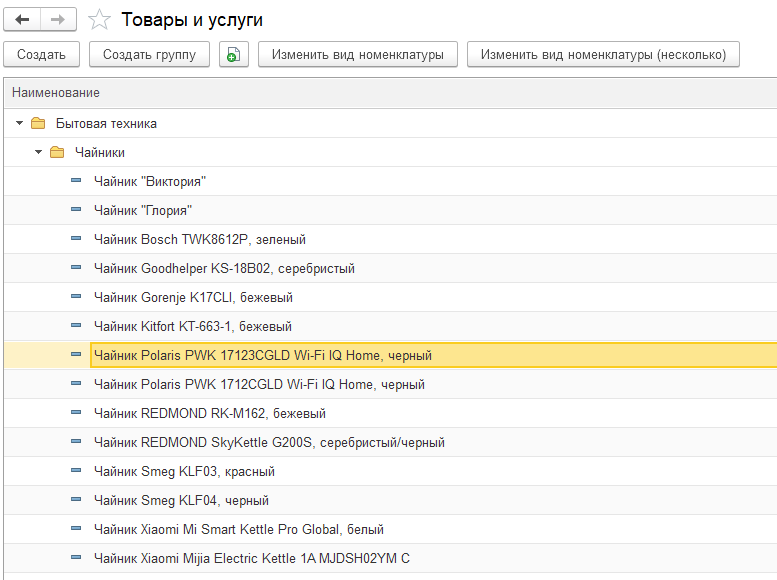 Товары и услуги
Создать Создать группу Изменить вид номенклатуры Изменить вид номенклатуры (несколько)
Наименование
Бытовая техника
Чайники
Чайник "Виктория"
Чайник "Глория"
Чайник Bosch TWK8612P, зеленый
Чайник Goodhelper KS-18B02, серебристый
Чайник Gorenje K17CLI, бежевый
Чайник Kitfort KT-663-1, бежевый
Чайник Polaris PWK 17123CGLD Wi-Fi IQ Home, черный
Чайник Polaris PWK 1712CGLD Wi-Fi IQ Home, черный
Чайник REDMOND RK-M162, бежевый
Чайник REDMOND SkyKettle G200S, серебристый/черный
Чайник Smeg KLF03, красный
Чайник Smeg KLF04, черный
Чайник Xiaomi Mi Smart Kettle Pro Global, белый
Чайник Xiaomi Mijia Electric Kettle 1A MJDSH02YM С